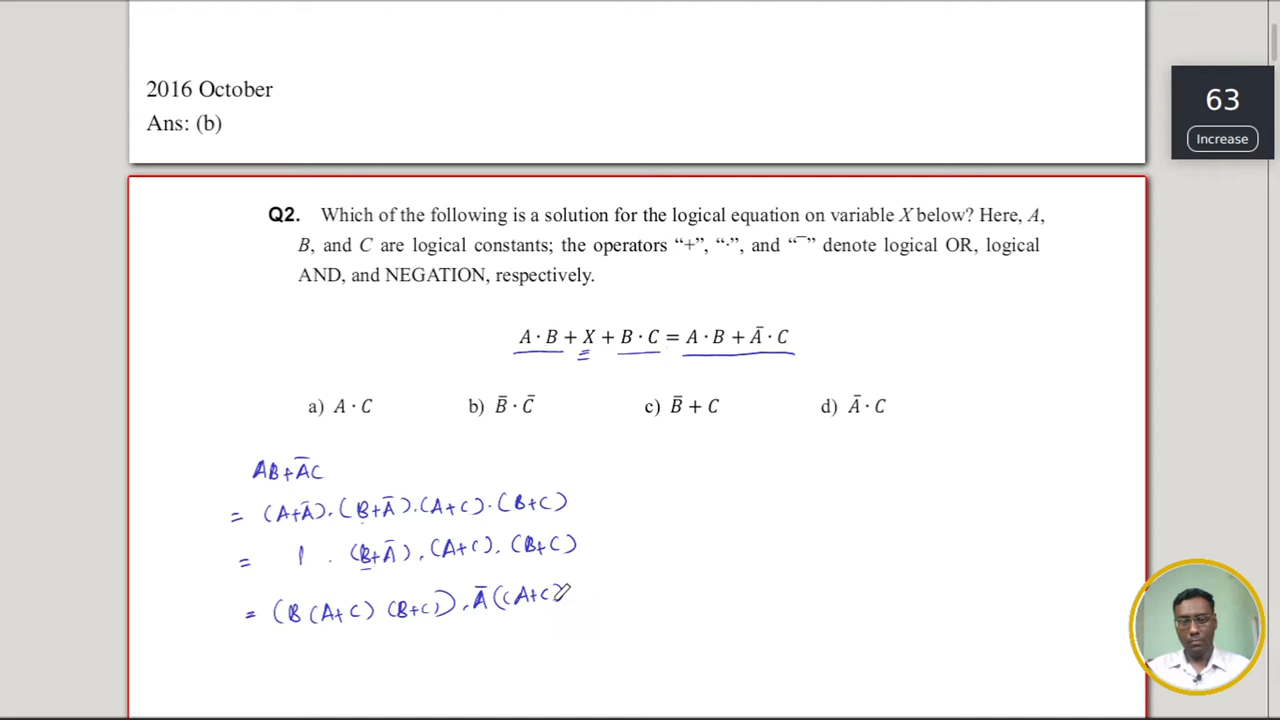 2016 October
Ans: (b)
63
Increase
Q2. Which of the following is a solution for the logical equation on variable X below? Here, A,
B, and C are logical constants; the operators “+”, “·”, and “¯” denote logical OR, logical
AND, and NEGATION, respectively.
A · B + X + B · C = A · B + Ā · C
a) A · C b) B̄ · C̄ c) B̄ + C d) Ā · C
AB+ĀC
= (A+Ā).(B+Ā).(A+C).(B+C)
= 1 . (B+Ā).(A+C).(B+C)
= (B(A+C)(B+C)).Ā((A+C)